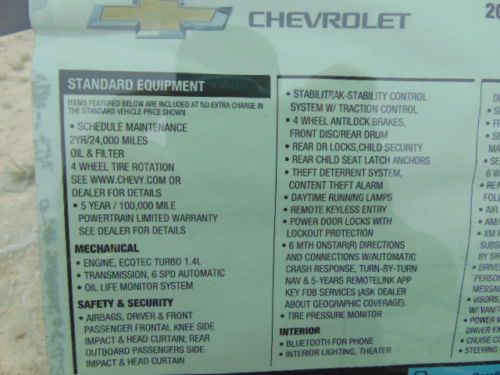 CHEVROLET
20
STANDARD EQUIPMENT
ITEMS FEATURED BELOW ARE INCLUDED AT NO EXTRA CHARGE IN
THE STANDARD VEHICLE PRICE SHOWN
• SCHEDULE MAINTENANCE
2YR/24,000 MILES
OIL & FILTER
4 WHEEL TIRE ROTATION
SEE WWW.CHEVY.COM OR
DEALER FOR DETAILS
• 5 YEAR / 100,000 MILE
POWERTRAIN LIMITED WARRANTY
SEE DEALER FOR DETAILS
MECHANICAL
• ENGINE, ECOTEC TURBO 1.4L
• TRANSMISSION, 6 SPD AUTOMATIC
• OIL LIFE MONITOR SYSTEM
SAFETY & SECURITY
• AIRBAGS, DRIVER & FRONT
PASSENGER FRONTAL KNEE SIDE
IMPACT & HEAD CURTAIN; REAR
OUTBOARD PASSENGERS SIDE
IMPACT & HEAD CURTAIN
• STABILITRAK-STABILITY CONTROL
SYSTEM W/ TRACTION CONTROL
• 4 WHEEL ANTILOCK BRAKES,
FRONT DISC/REAR DRUM
• REAR DR LOCKS,CHILD SECURITY
• REAR CHILD SEAT LATCH ANCHORS
• THEFT DETERRENT SYSTEM,
CONTENT THEFT ALARM
• DAYTIME RUNNING LAMPS
• REMOTE KEYLESS ENTRY
• POWER DOOR LOCKS WITH
LOCKOUT PROTECTION
• 6 MTH ONSTAR(R) DIRECTIONS
AND CONNECTIONS W/AUTOMATIC
CRASH RESPONSE, TURN-BY-TURN
NAV & 5-YEARS REMOTELINK APP
KEY FOB SERVICES (ASK DEALER
ABOUT GEOGRAPHIC COVERAGE).
• TIRE PRESSURE MONITOR
INTERIOR
• BLUETOOTH FOR PHONE
• INTERIOR LIGHTING, THEATER